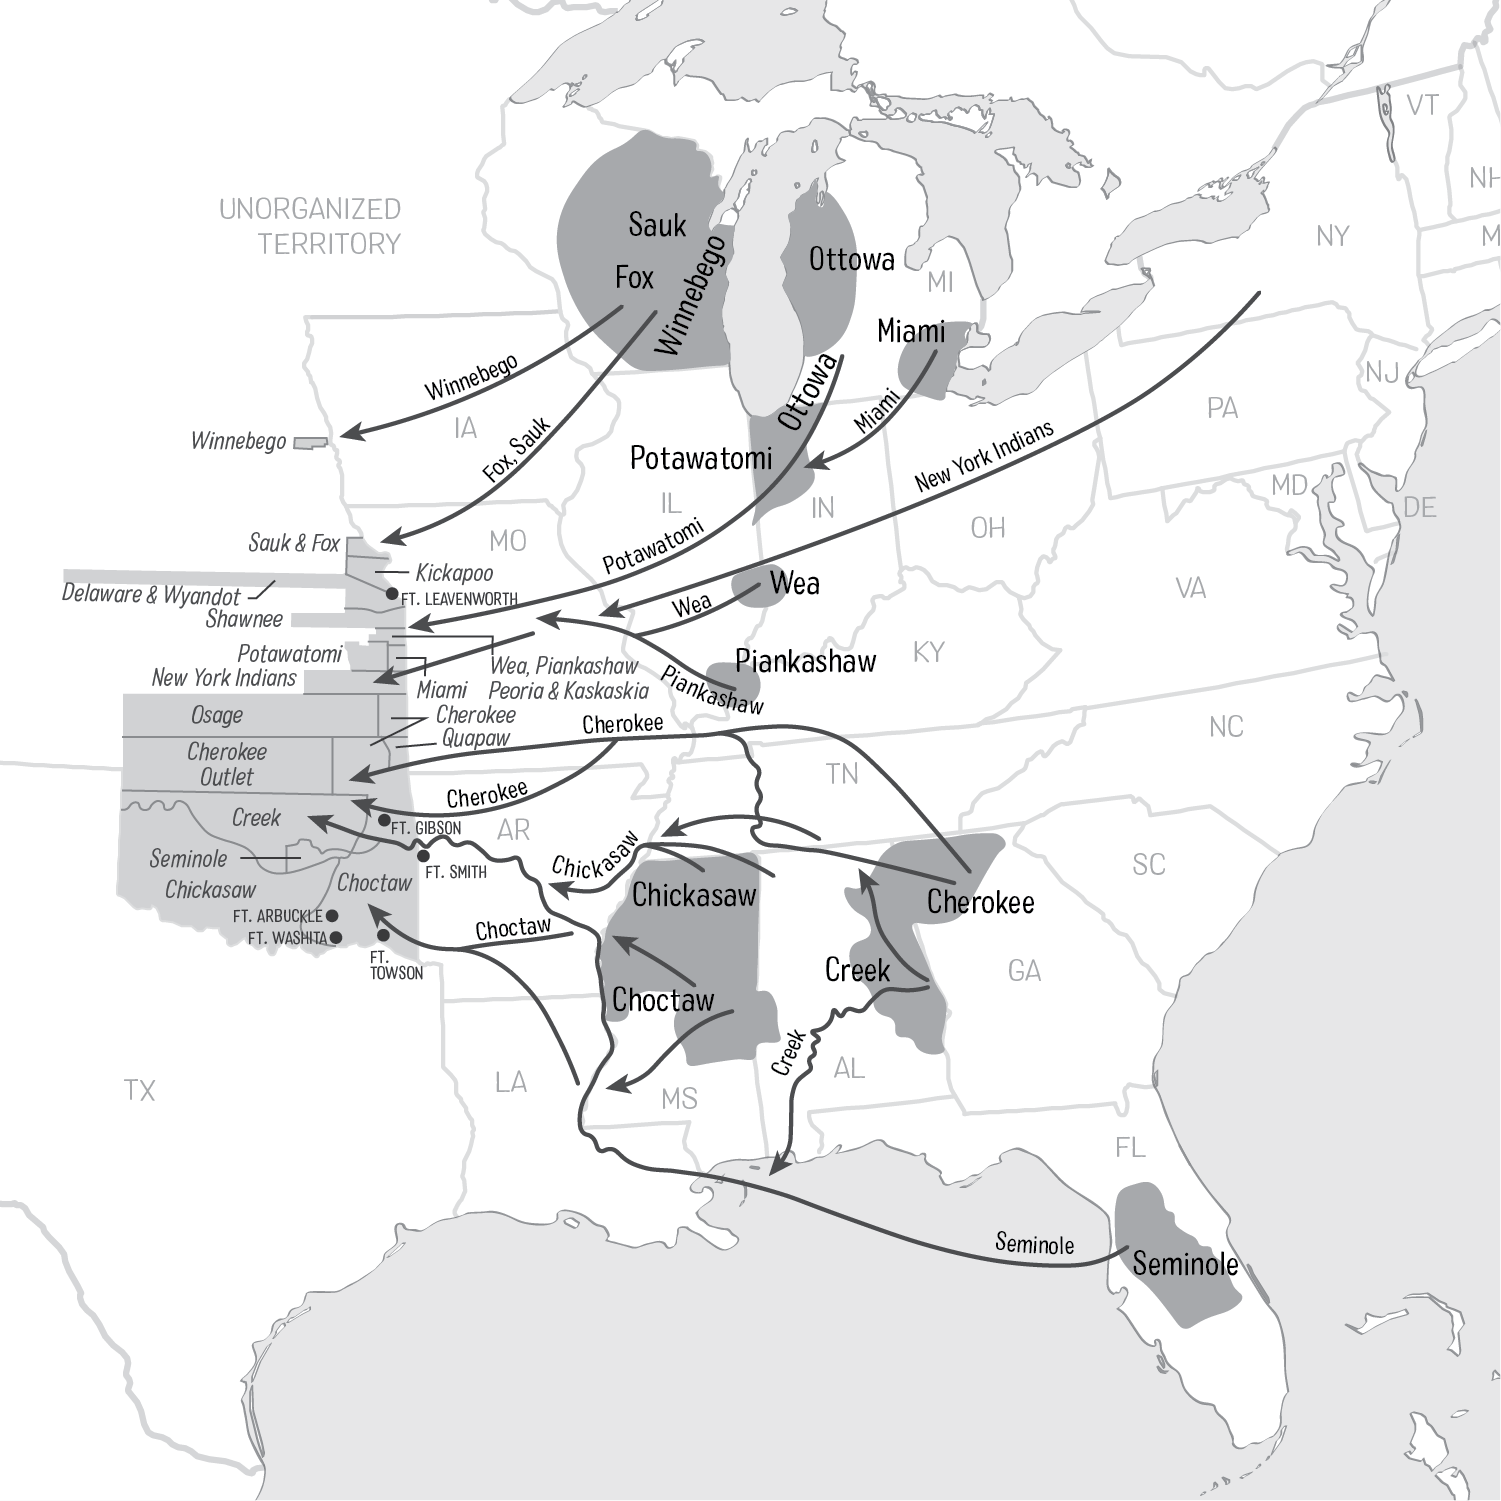 VT
NH
M
NY
UNORGANIZED
TERRITORY
Sauk
Fox
Winnebego
Ottowa
MI
Miami
Winnebego
IA
Winnebego
Fox, Sauk
Ottowa
Miami
NJ
PA
New York Indians
Potawatomi
IL
IN
OH
MD
DE
VA
MO
Sauk & Fox
Kickapoo
Delaware & Wyandot
FT. LEAVENWORTH
Shawnee
Potawatomi
Wea
Wea
Potawatomi
New York Indians
Miami
Wea, Piankashaw
Peoria & Kaskaskia
Piankashaw
Piankashaw
KY
Osage
Cherokee
Quapaw
Cherokee
Outlet
Cherokee
Cherokee
TN
NC
Creek
FT. GIBSON
AR
Seminole
FT. SMITH
Chickasaw
Choctaw
Chickasaw
Chickasaw
Cherokee
SC
FT. ARBUCKLE
FT. WASHITA
FT.
TOWSON
Choctaw
Choctaw
Creek
GA
Creek
TX
LA
MS
AL
FL
Seminole
Seminole